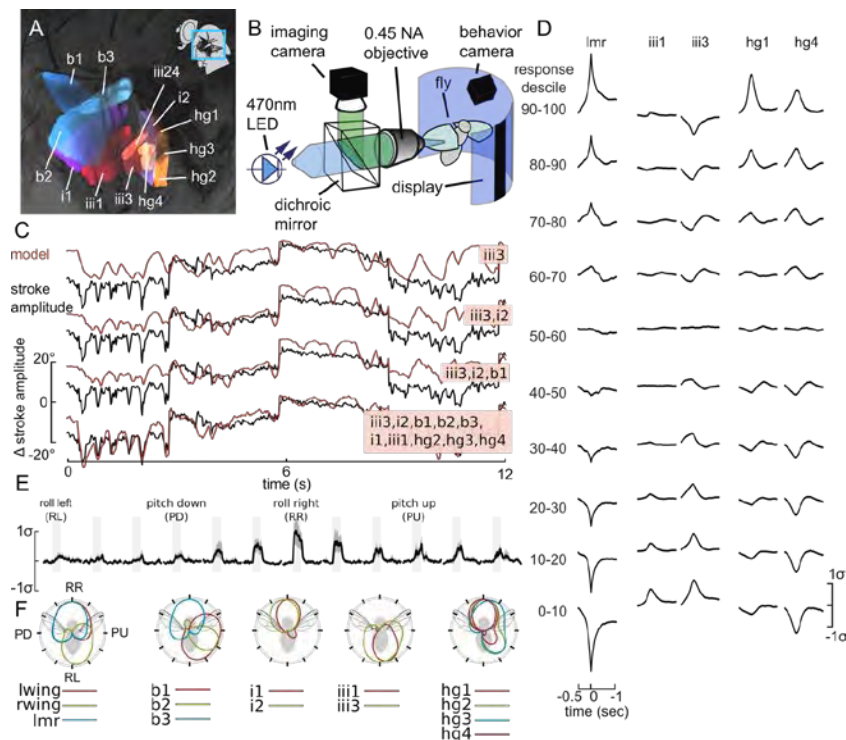 A
b1
b3
iii24
i2
hg1
hg3
hg2
b2
i1
iii1
iii3
hg4
B
imaging
camera
0.45 NA
objective
behavior
camera
fly
470nm
LED
dichroic
mirror
display
C
model
iii3
stroke
amplitude
iii3,i2
iii3,i2,b1
iii3,i2,b1,b2,b3,
i1,iii1,hg2,hg3,hg4
Δ stroke amplitude
20°
0
-20°
0
6
12
time (s)
D
lmr
iii1
iii3
hg1
hg4
response
descile
90-100
80-90
70-80
60-70
50-60
40-50
30-40
20-30
10-20
0-10
1σ
-1σ
-0.5
0
-1
time (sec)
E
roll left
(RL)
pitch down
(PD)
roll right
(RR)
pitch up
(PU)
1σ
-1σ
F
RR
PD
PU
RL
lwing
rwing
lmr
b1
b2
b3
i1
i2
iii1
iii3
hg1
hg2
hg3
hg4